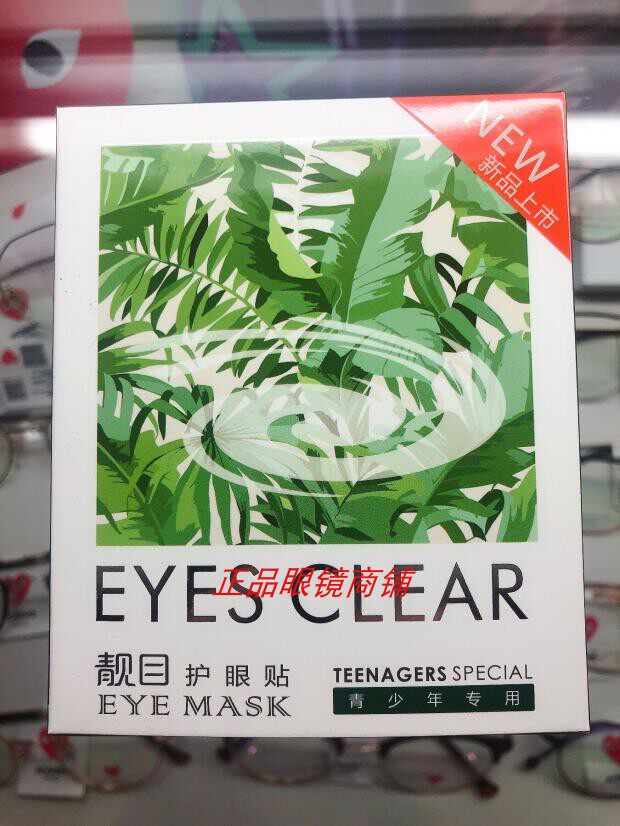 NEW
新品上市
EYES CLEAR
正品眼镜商铺
靓目 护眼贴
EYE MASK
TEENAGERS SPECIAL
青少年专用